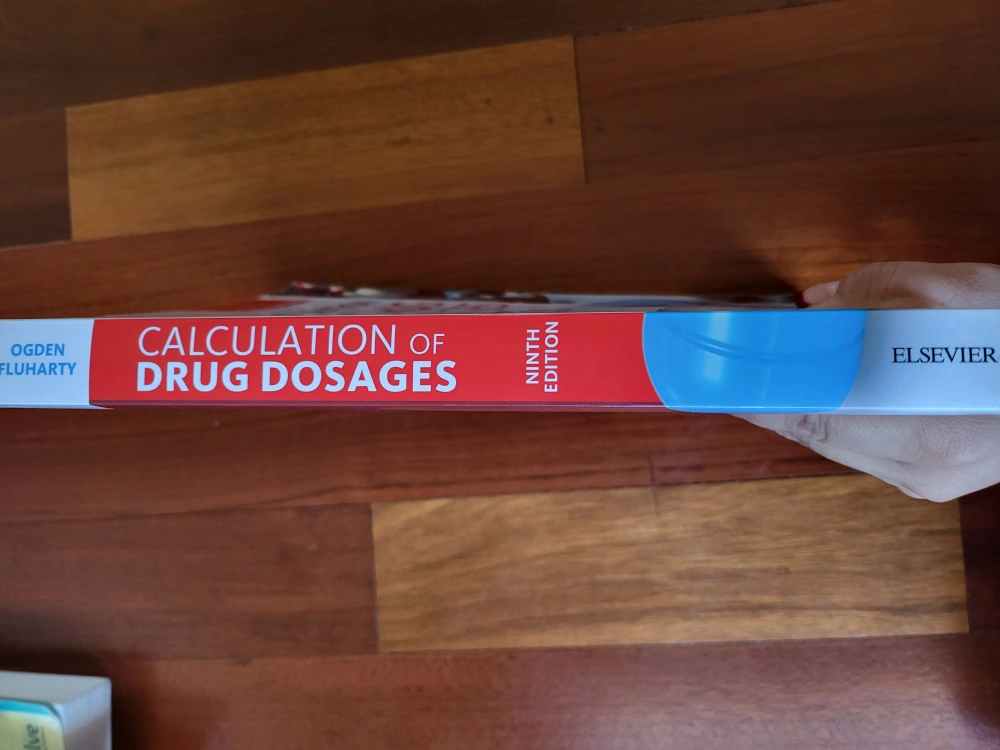 OGDEN
FLUHARTY
CALCULATION OF
DRUG DOSAGES
NINTH
EDITION
ELSEVIER